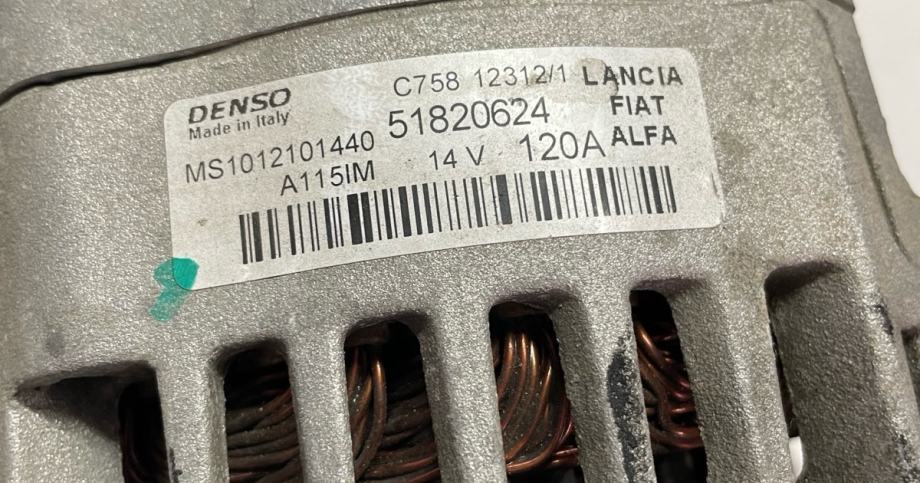 DENSO
Made in Italy
C758 12312/1
LANCIA
FIAT
ALFA
MS1012101440
51820624
A115IM
14 V
120A